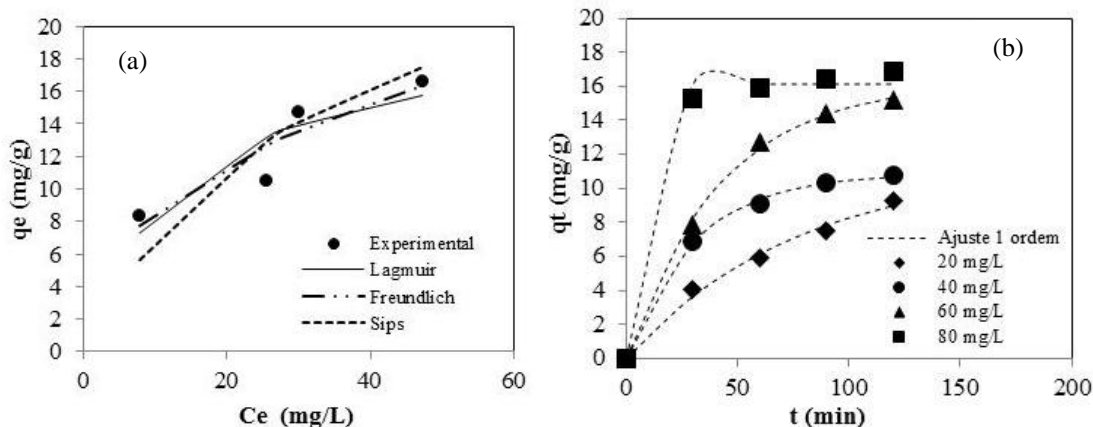 (a)
qe (mg/g)
20
18
16
14
12
10
8
6
4
2
0
Experimental
Lagmuir
Freundlich
Sips
0 20 40 60
Ce (mg/L)
(b)
qt (mg/g)
20
18
16
14
12
10
8
6
4
2
0
Ajuste 1 ordem
20 mg/L
40 mg/L
60 mg/L
80 mg/L
0 50 100 150 200
t (min)